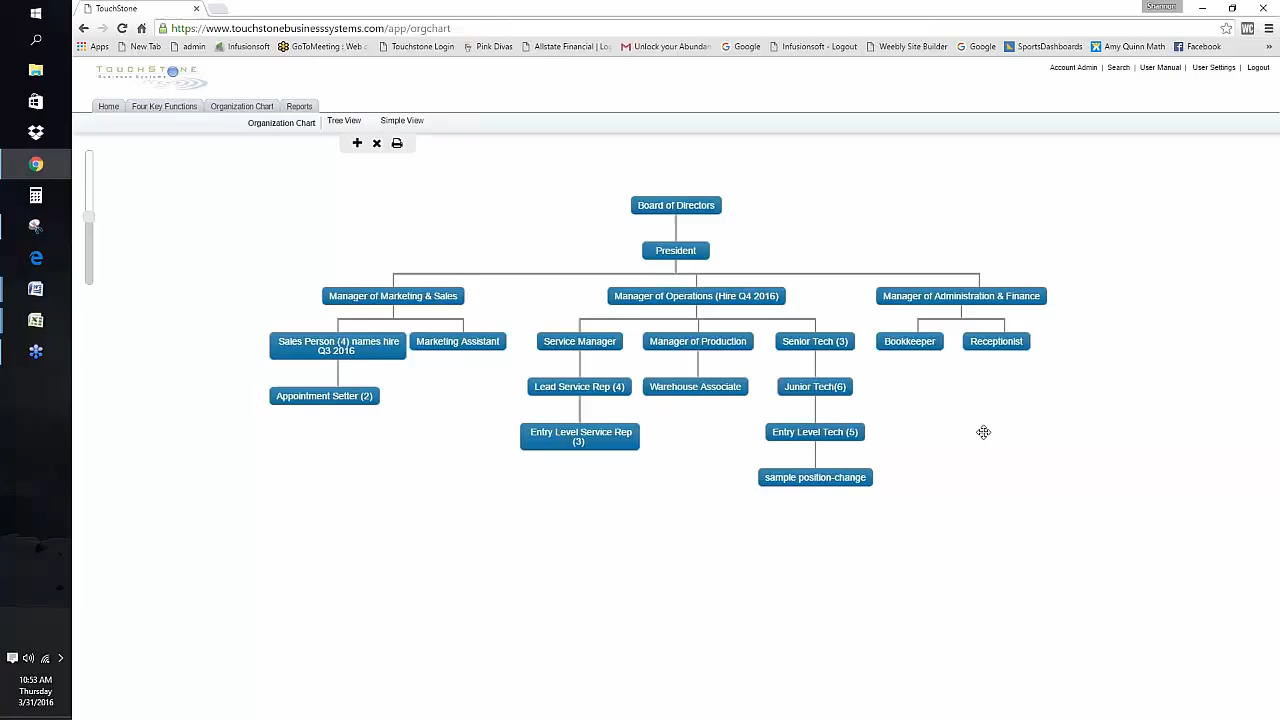 TouchStone
Shannon
https://www.touchstonebusinesssystems.com/app/orgchart
Apps
New Tab
admin
Infusionsoft
GoToMeeting : Web c
Touchstone Login
Pink Divas
Allstate Financial | Lo
Unlock your Abundan
Google
Infusionsoft - Logout
Weebly Site Builder
Google
SportsDashboards
Amy Quinn Math
Facebook
»
TOUCHSTONE
Business Systems
Account Admin | Search | User Manual | User Settings | Logout
Home
Four Key Functions
Organization Chart
Reports
Organization Chart
Tree View
Simple View
Board of Directors
President
Manager of Marketing & Sales
Manager of Operations (Hire Q4 2016)
Manager of Administration & Finance
Sales Person (4) names hire
Q3 2016
Marketing Assistant
Service Manager
Manager of Production
Senior Tech (3)
Bookkeeper
Receptionist
Lead Service Rep (4)
Warehouse Associate
Junior Tech(6)
Appointment Setter (2)
Entry Level Service Rep
(3)
Entry Level Tech (5)
sample position-change
10:53 AM
Thursday
3/31/2016